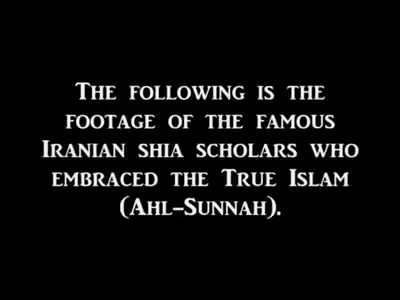 The following is the
footage of the famous
Iranian shia scholars who
embraced the True Islam
(Ahl-Sunnah).